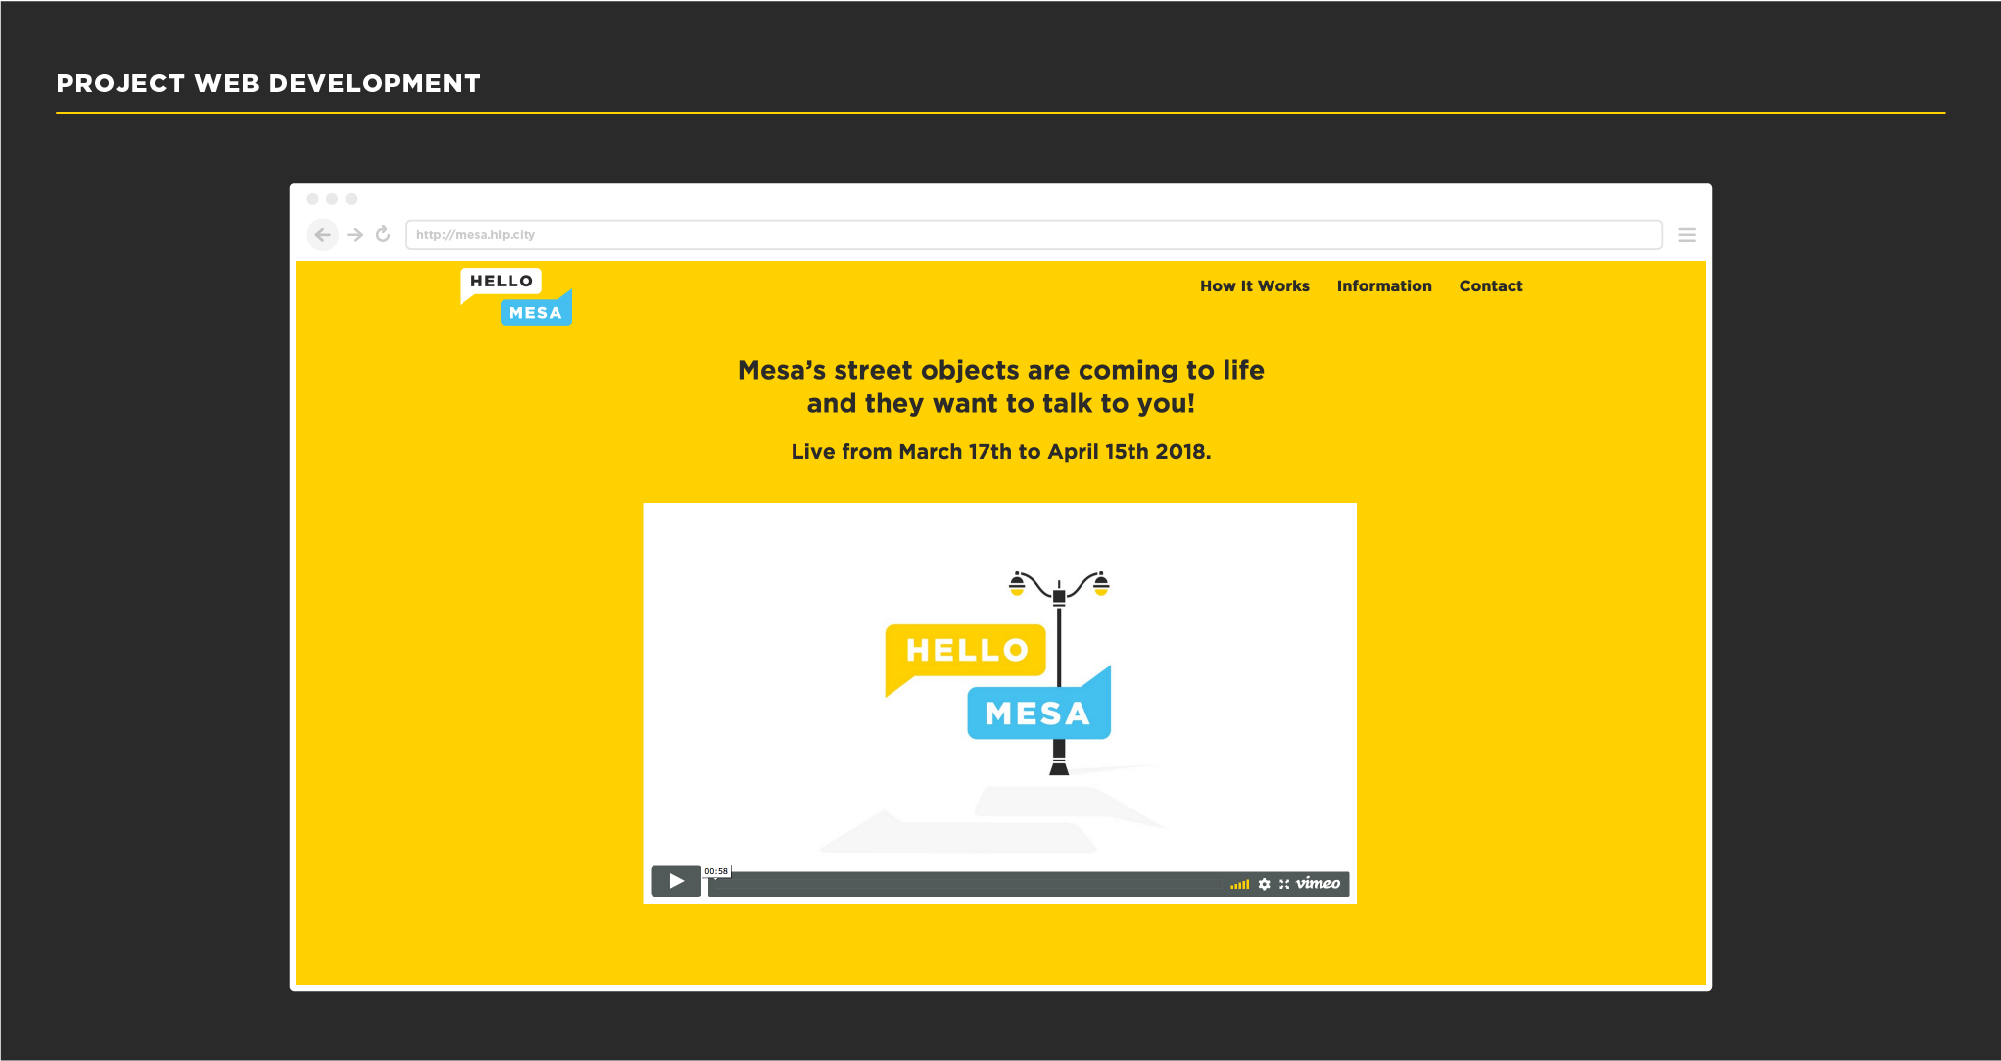 PROJECT WEB DEVELOPMENT
http://mesa.hip.city
HELLO
MESA
How It Works
Information
Contact
Mesa’s street objects are coming to life
and they want to talk to you!
Live from March 17th to April 15th 2018.
HELLO
MESA
00:58
vimeo